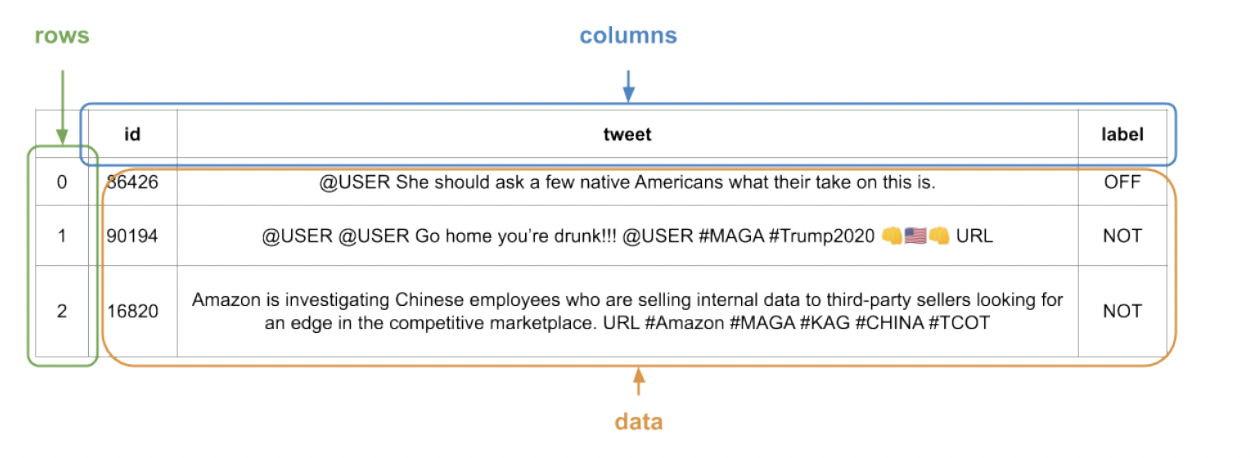 rows
columns
id tweet label
0 86426 @USER She should ask a few native Americans what their take on this is. OFF
1 90194 @USER @USER Go home you’re drunk!!! @USER #MAGA #Trump2020 👊🇺🇸👊 URL NOT
Amazon is investigating Chinese employees who are selling internal data to third-party sellers looking for
2 16820 NOT
an edge in the competitive marketplace. URL #Amazon #MAGA #KAG #CHINA #TCOT
data